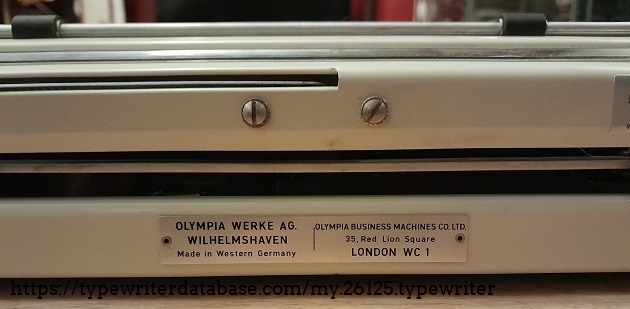 OLYMPIA WERKE AG.
WILHELMSHAVEN
Made in Western Germany
OLYMPIA BUSINESS MACHINES CO. LTD.
35, Red Lion Square
LONDON WC 1
https://typewriterdatabase.com/my.26125.typewriter